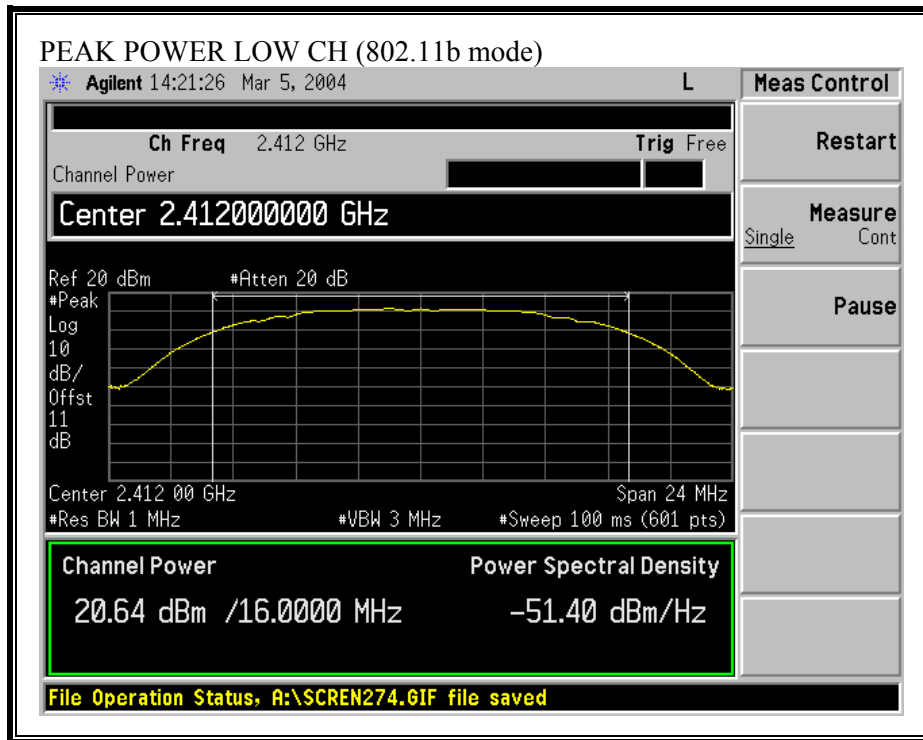 PEAK POWER LOW CH (802.11b mode)
Agilent 14:21:26 Mar 5, 2004 L
Meas Control
Ch Freq 2.412 GHz Trig Free
Channel Power
Center 2.412000000 GHz
Restart
Measure
Single Cont
Pause
Ref 20 dBm #Atten 20 dB
#Peak
Log
10
dB/
Offst
11
dB
Center 2.412 00 GHz Span 24 MHz
#Res BW 1 MHz #VBW 3 MHz #Sweep 100 ms (601 pts)
Channel Power Power Spectral Density
20.64 dBm /16.0000 MHz -51.40 dBm/Hz
File Operation Status, A:\SCREN274.GIF file saved